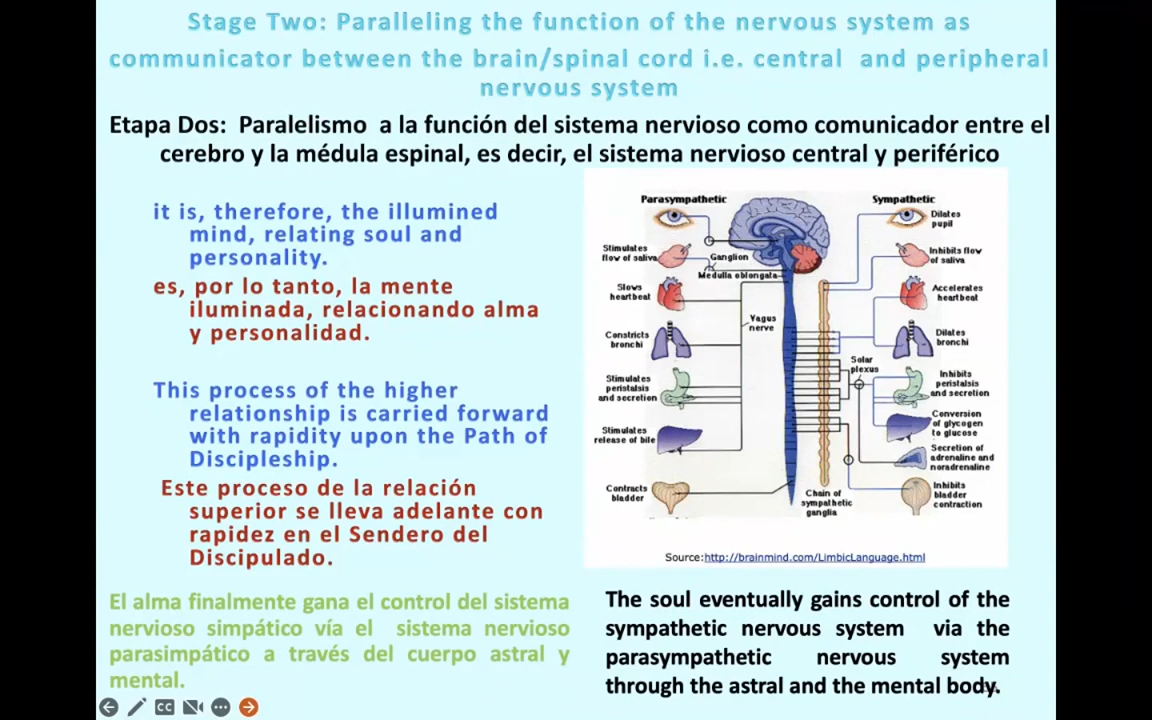 Stage Two: Paralleling the function of the nervous system as
communicator between the brain/spinal cord i.e. central and peripheral
nervous system
Etapa Dos: Paralelismo a la función del sistema nervioso como comunicador entre el
cerebro y la médula espinal, es decir, el sistema nervioso central y periférico
it is, therefore, the illumined
mind, relating soul and
personality.
es, por lo tanto, la mente
iluminada, relacionando alma
y personalidad.
This process of the higher
relationship is carried forward
with rapidity upon the Path of
Discipleship.
Este proceso de la relación
superior se lleva adelante con
rapidez en el Sendero del
Discipulado.
El alma finalmente gana el control del sistema
nervioso simpático vía el sistema nervioso
parasimpático a través del cuerpo astral y
mental.
Parasympathetic
Stimulates
flow of saliva
Ganglion
Medulla oblongata
Slows
heartbeat
Vagus
nerve
Constricts
bronchi
Stimulates
peristalsis
and secretion
Stimulates
release of bile
Contracts
bladder
Sympathetic
Dilates
pupil
Inhibits flow
of saliva
Accelerates
heartbeat
Dilates
bronchi
Solar
plexus
Inhibits
peristalsis
and secretion
Conversion
of glycogen
to glucose
Secretion of
adrenaline and
noradrenaline
Inhibits
bladder
contraction
Chain of
sympathetic
ganglia
Source:http://brainmind.com/LimbicLanguage.html
The soul eventually gains control of the
sympathetic nervous system via the
parasympathetic nervous system
through the astral and the mental body.
CC